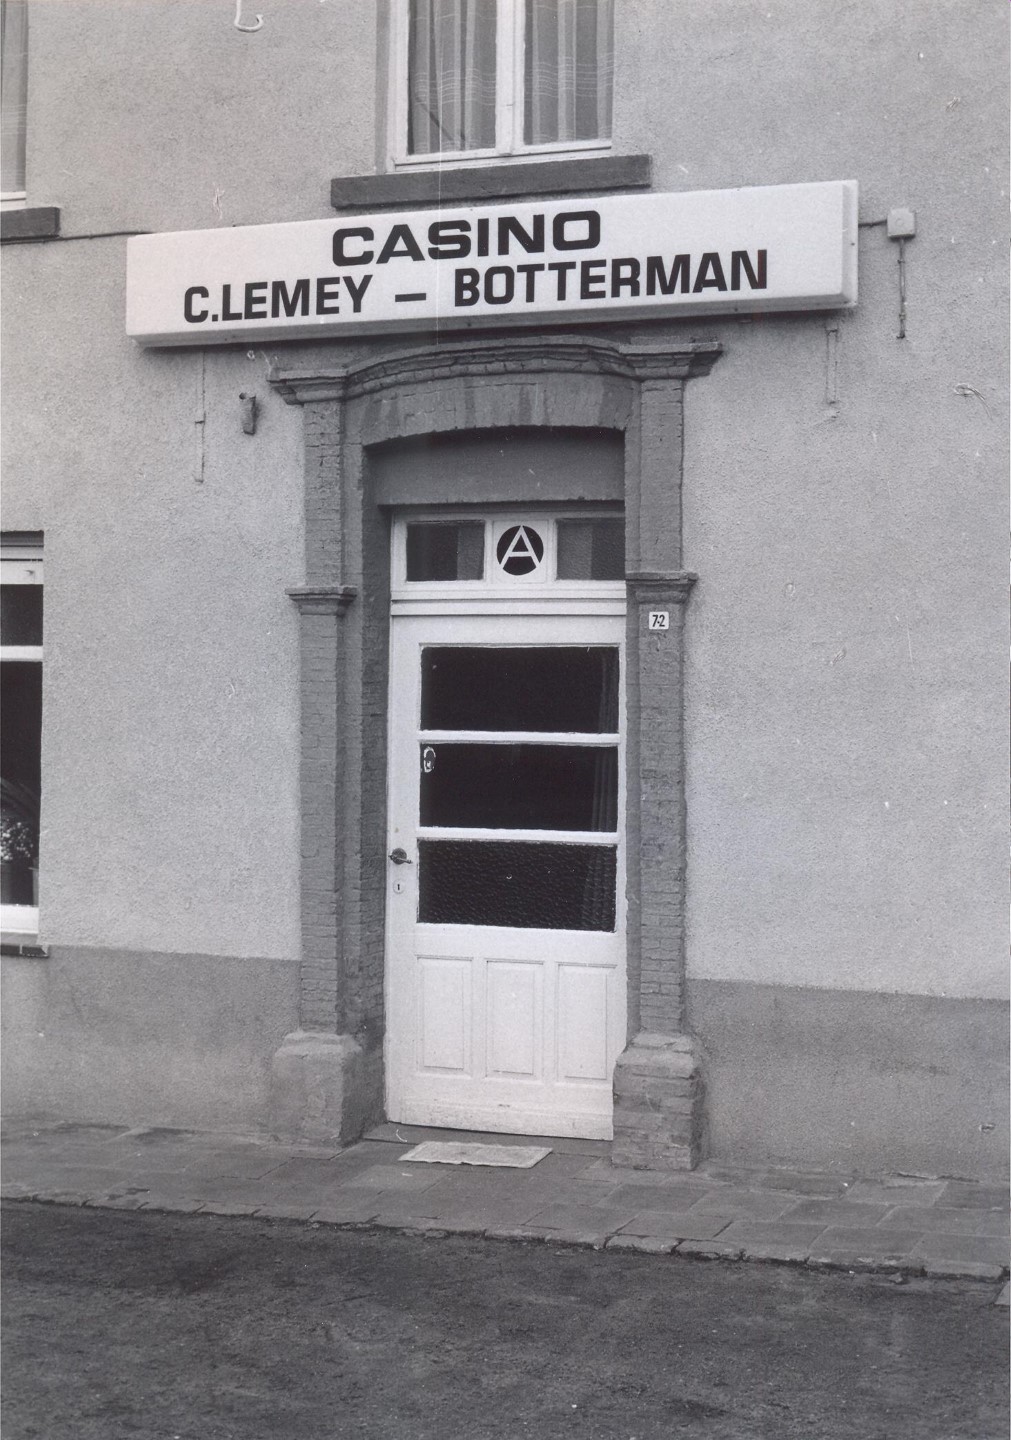 CASINO
C.LEMEY – BOTTERMAN
A
72